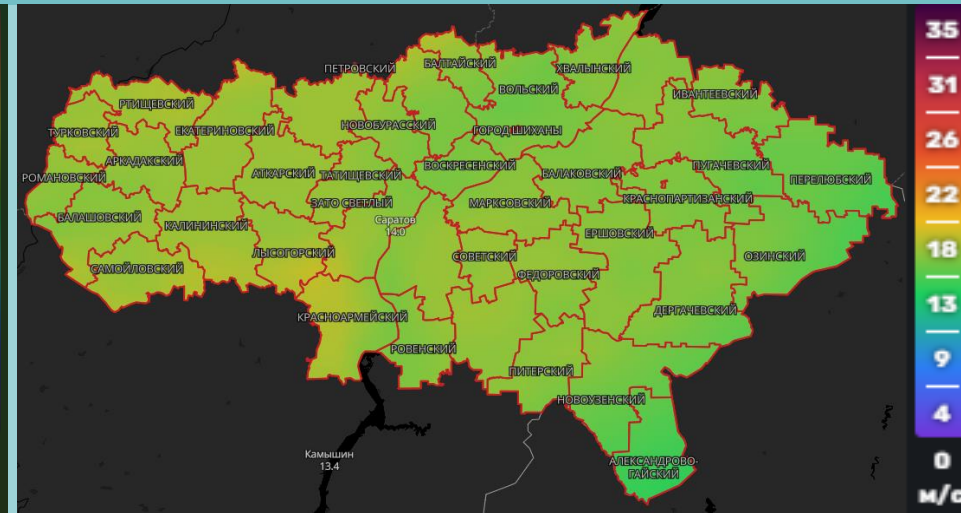 ПЕТРОВСКИЙ
БАЛТАЙСКИЙ
ХВАЛЫНСКИЙ
ВОЛЬСКИЙ
ИВАНТЕЕВСКИЙ
РТИЩЕВСКИЙ
ТУРКОВСКИЙ
ЕКАТЕРИНОВСКИЙ
НОВОБУРАССКИЙ
ГОРОД ШИХАНЫ
АРКАДАКСКИЙ
РОМАНОВСКИЙ
АТКАРСКИЙ
ТАТИЩЕВСКИЙ
ВОСКРЕСЕНСКИЙ
БАЛАКОВСКИЙ
ПУГАЧЕВСКИЙ
ПЕРЕЛЮБСКИЙ
БАЛАШОВСКИЙ
КАЛИНИНСКИЙ
ЗАТО СВЕТЛЫЙ
МАРКСОВСКИЙ
КРАСНОПАРТИЗАНСКИЙ
Саратов
14.0
ЕРШОВСКИЙ
САМОЙЛОВСКИЙ
ЛЫСОГОРСКИЙ
СОВЕТСКИЙ
ФЕДОРОВСКИЙ
ОЗИНСКИЙ
КРАСНОАРМЕЙСКИЙ
РОВЕНСКИЙ
ДЕРГАЧЕВСКИЙ
ПИТЕРСКИЙ
НОВОУЗЕНСКИЙ
АЛЕКСАНДРОВО-
ГАЙСКИЙ
Камышин
13.4
35
31
26
22
18
13
9
4
0
м/с